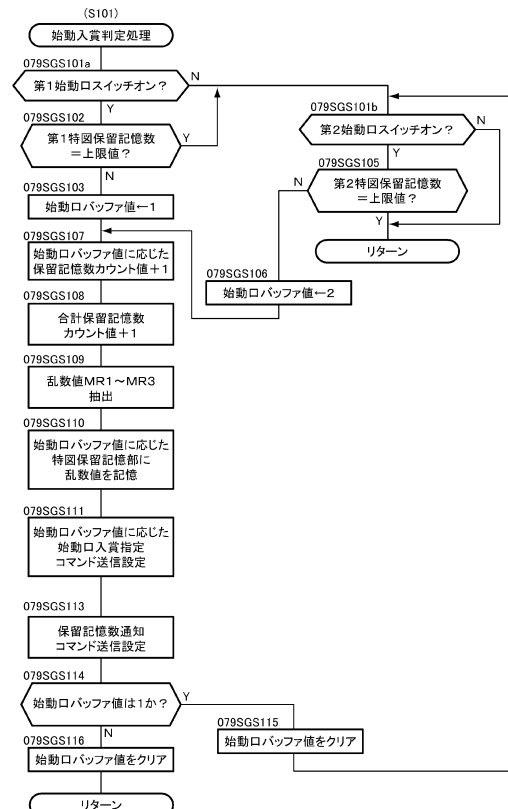 (S101)
始動入賞判定処理
079SGS101a
第1始動口スイッチオン？
N
Y
079SGS102
第1特図保留記憶数
＝上限値？
Y
N
079SGS103
始動口バッファ値←1
079SGS107
始動口バッファ値に応じた
保留記憶数カウント値＋1
079SGS108
合計保留記憶数
カウント値＋1
079SGS109
乱数値MR1～MR3
抽出
079SGS110
始動口バッファ値に応じた
特図保留記憶部に
乱数値を記憶
079SGS111
始動口バッファ値に応じた
始動口入賞指定
コマンド送信設定
079SGS113
保留記憶数通知
コマンド送信設定
079SGS114
始動口バッファ値は1か？
Y
N
079SGS116
始動口バッファ値をクリア
リターン
079SGS101b
第2始動口スイッチオン？
N
Y
079SGS105
第2特図保留記憶数
＝上限値？
N
Y
リターン
079SGS106
始動口バッファ値←2
079SGS115
始動口バッファ値をクリア